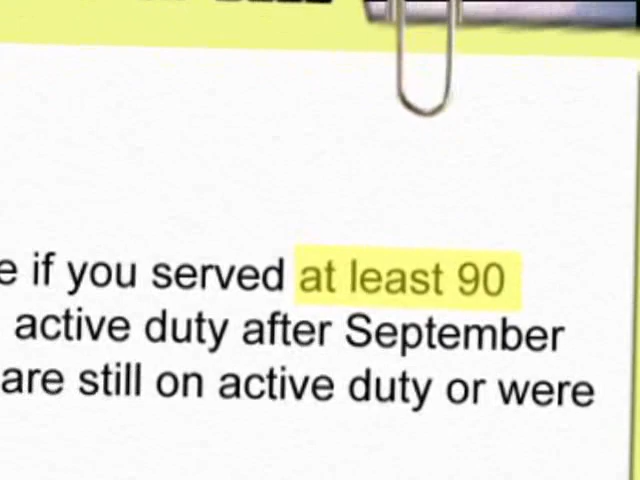 e if you served at least 90
active duty after September
are still on active duty or were